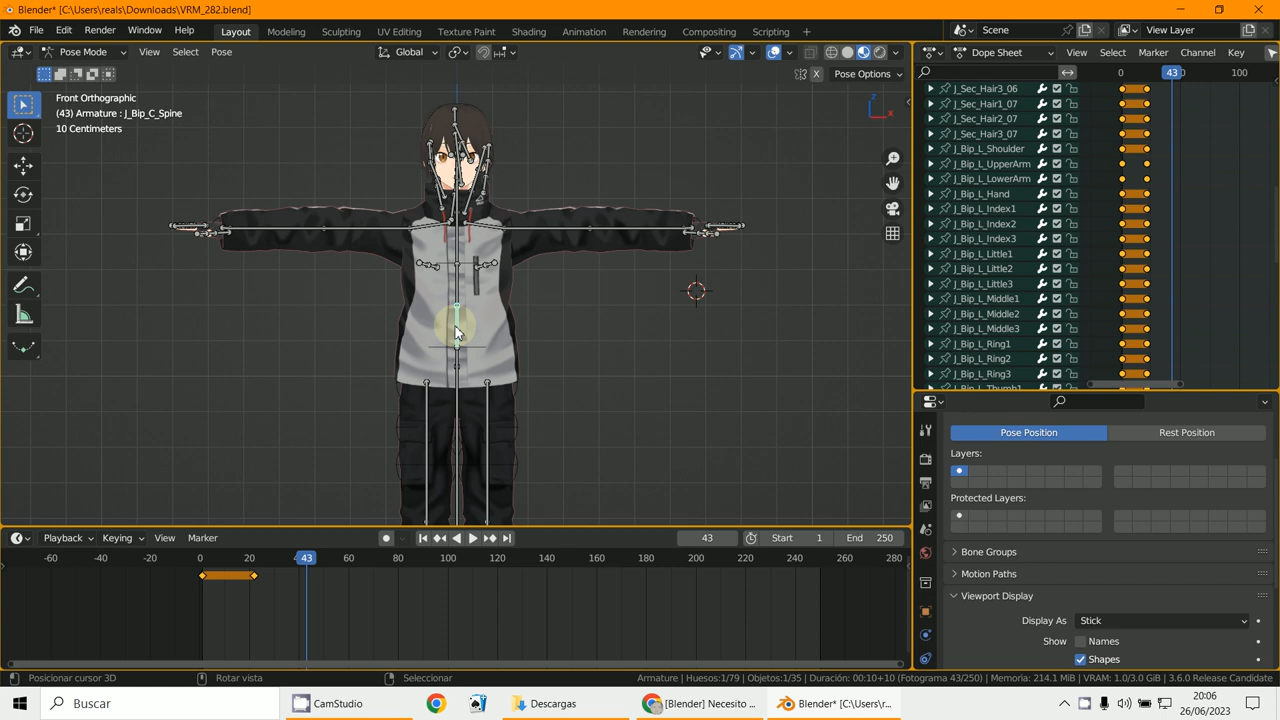 Blender* [C:\Users\reals\Downloads\VRM_282.blend]
File Edit Render Window Help Layout Modeling Sculpting UV Editing Texture Paint Shading Animation Rendering Compositing Scripting + Scene View Layer
Pose Mode View Select Pose Global
X Pose Options
Front Orthographic
(43) Armature : J_Bip_C_Spine
10 Centimeters
Z
X
Dope Sheet View Select Marker Channel Key
0 43 100
J_Sec_Hair3_06
J_Sec_Hair1_07
J_Sec_Hair2_07
J_Sec_Hair3_07
J_Bip_L_Shoulder
J_Bip_L_UpperArm
J_Bip_L_LowerArm
J_Bip_L_Hand
J_Bip_L_Index1
J_Bip_L_Index2
J_Bip_L_Index3
J_Bip_L_Little1
J_Bip_L_Little2
J_Bip_L_Little3
J_Bip_L_Middle1
J_Bip_L_Middle2
J_Bip_L_Middle3
J_Bip_L_Ring1
J_Bip_L_Ring2
J_Bip_L_Ring3
J_Bip_L_Thumb1
Pose Position Rest Position
Layers:
Protected Layers:
Bone Groups
Motion Paths
Viewport Display
Display As Stick
Show Names
Shapes
Playback Keying View Marker 43 Start 1 End 250
-60 -40 -20 0 20 43 60 80 100 120 140 160 180 200 220 240 260 280
Posicionar cursor 3D Rotar vista Seleccionar Armature | Huesos:1/79 | Objetos:1/35 | Duración: 00:10+10 (Fotograma 43/250) | Memoria: 214.1 MiB | VRAM: 1.0/3.0 GiB | 3.6.0 Release Candidate
Buscar CamStudio Descargas [Blender] Necesito ... Blender* [C:\Users\r... 20:06
26/06/2023